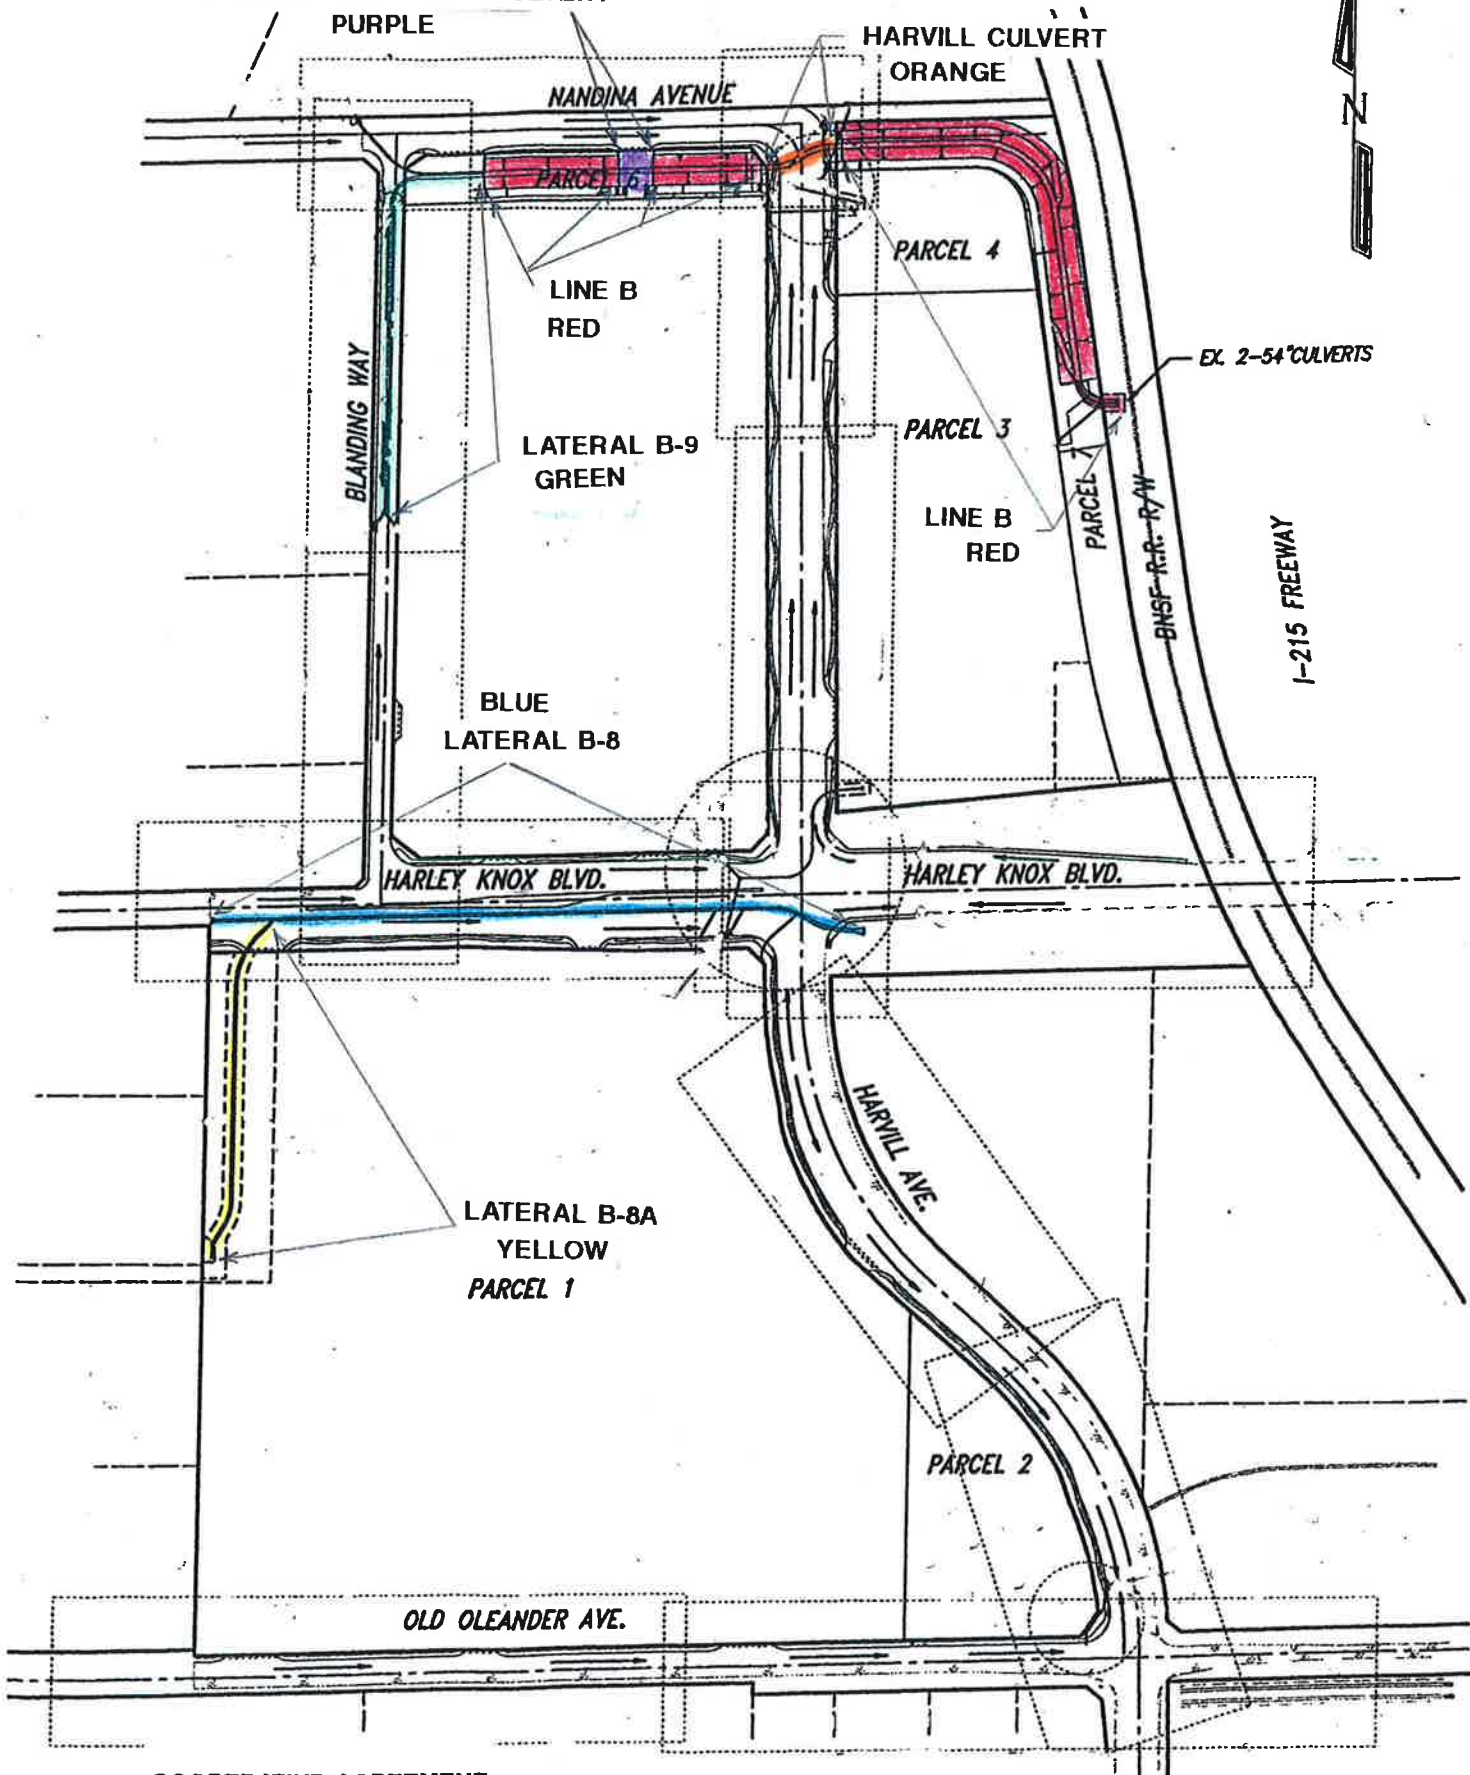 PURPLE
HARVILL CULVERT
ORANGE
N
NANDINA AVENUE
PARCEL 6
PARCEL 4
LINE B
RED
EX. 2-54"CULVERTS
BLANDING WAY
PARCEL 3
LATERAL B-9
GREEN
PARCEL 7
LINE B
RED
BNSF R.R. R/W
I-215 FREEWAY
BLUE
LATERAL B-8
HARLEY KNOX BLVD.
HARLEY KNOX BLVD.
HARVILL AVE.
LATERAL B-8A
YELLOW
PARCEL 1
PARCEL 2
OLD OLEANDER AVE.